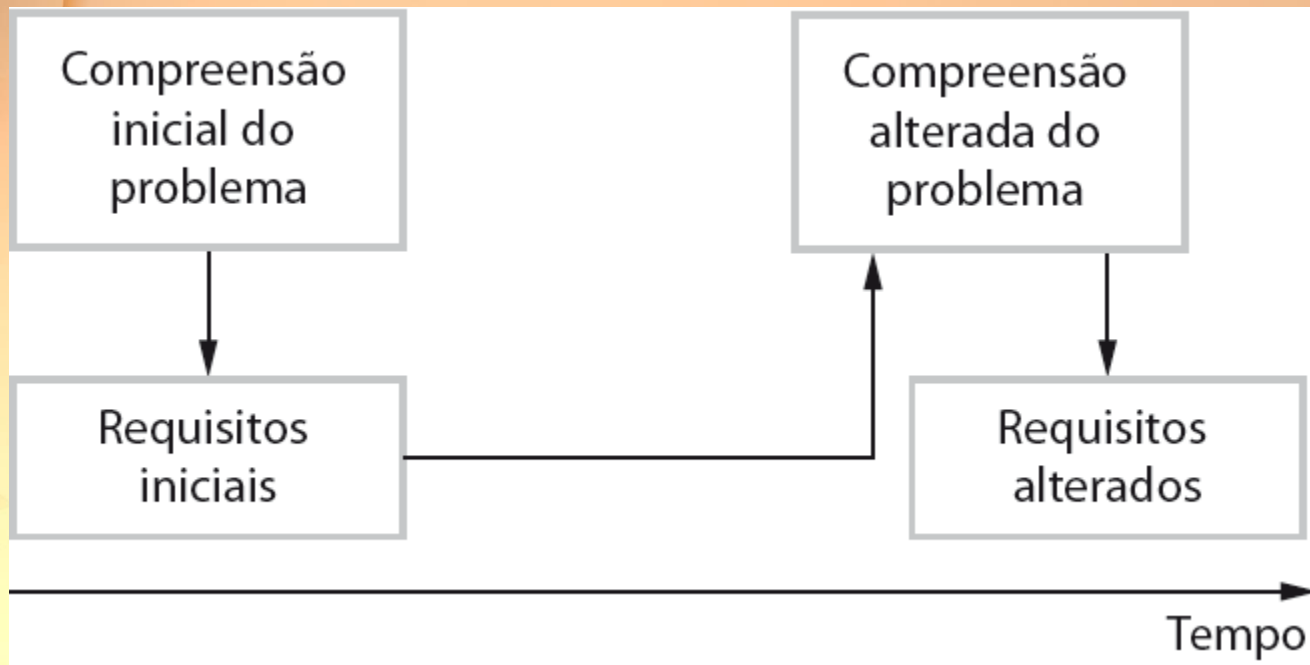 Compreensão
inicial do
problema
Requisitos
iniciais
Compreensão
alterada do
problema
Requisitos
alterados
Tempo